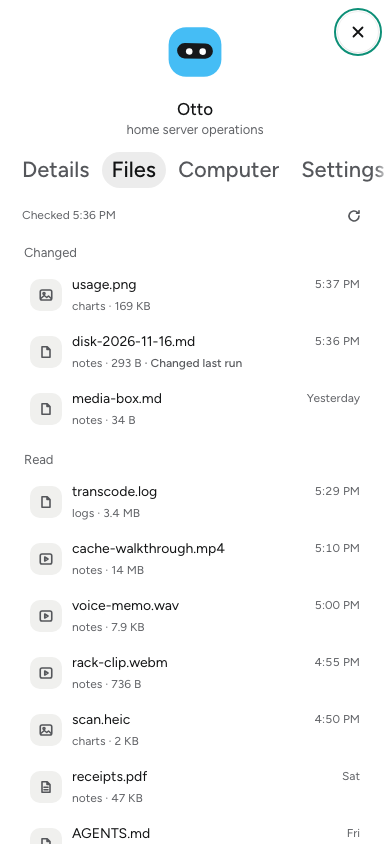 Otto
home server operations
Details Files Computer Settings
Checked 5:36 PM
Changed
usage.png 5:37 PM
charts · 169 KB
disk-2026-11-16.md 5:36 PM
notes · 293 B · Changed last run
media-box.md Yesterday
notes · 34 B
Read
transcode.log 5:29 PM
logs · 3.4 MB
cache-walkthrough.mp4 5:10 PM
notes · 14 MB
voice-memo.wav 5:00 PM
notes · 7.9 KB
rack-clip.webm 4:55 PM
notes · 736 B
scan.heic 4:50 PM
charts · 2 KB
receipts.pdf Sat
notes · 47 KB
AGENTS.md Fri